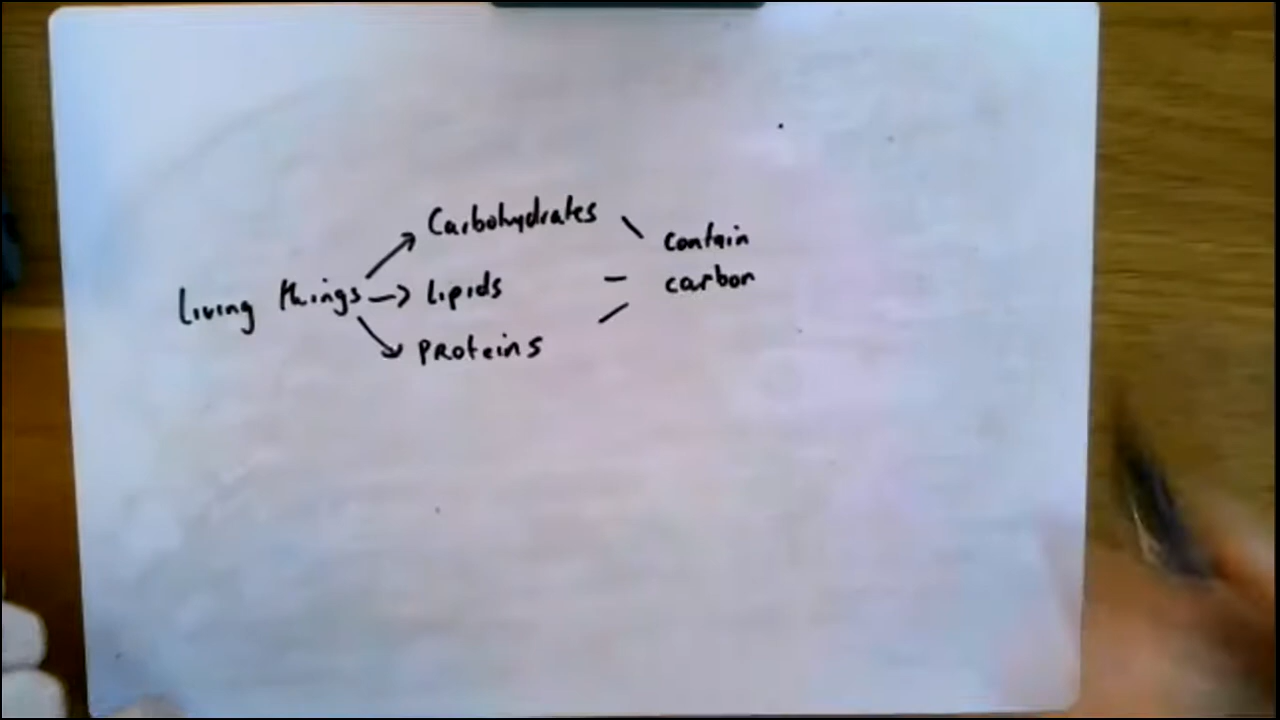 Carbohydrates
contain
living things lipids
carbon
proteins